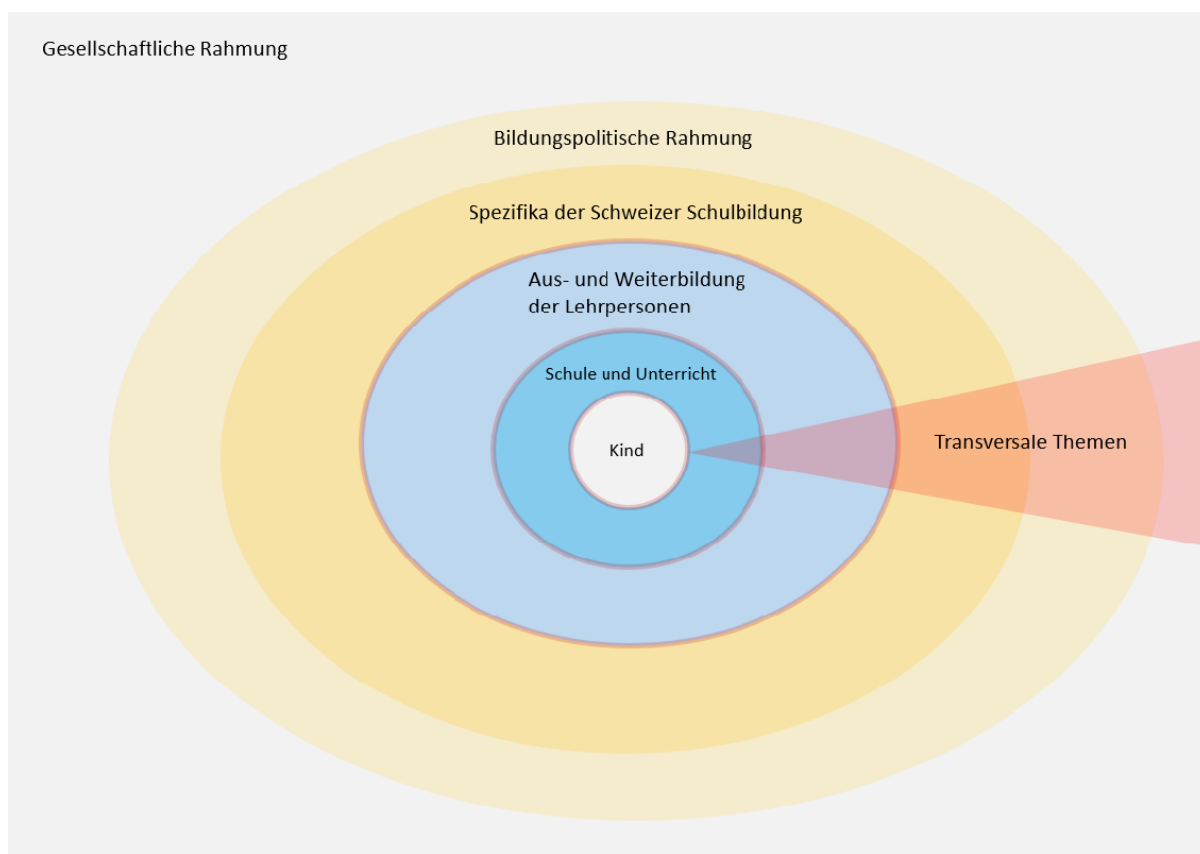 Gesellschaftliche Rahmung
Bildungspolitische Rahmung
Spezifika der Schweizer Schulbildung
Aus- und Weiterbildung
der Lehrpersonen
Schule und Unterricht
Kind
Transversale Themen